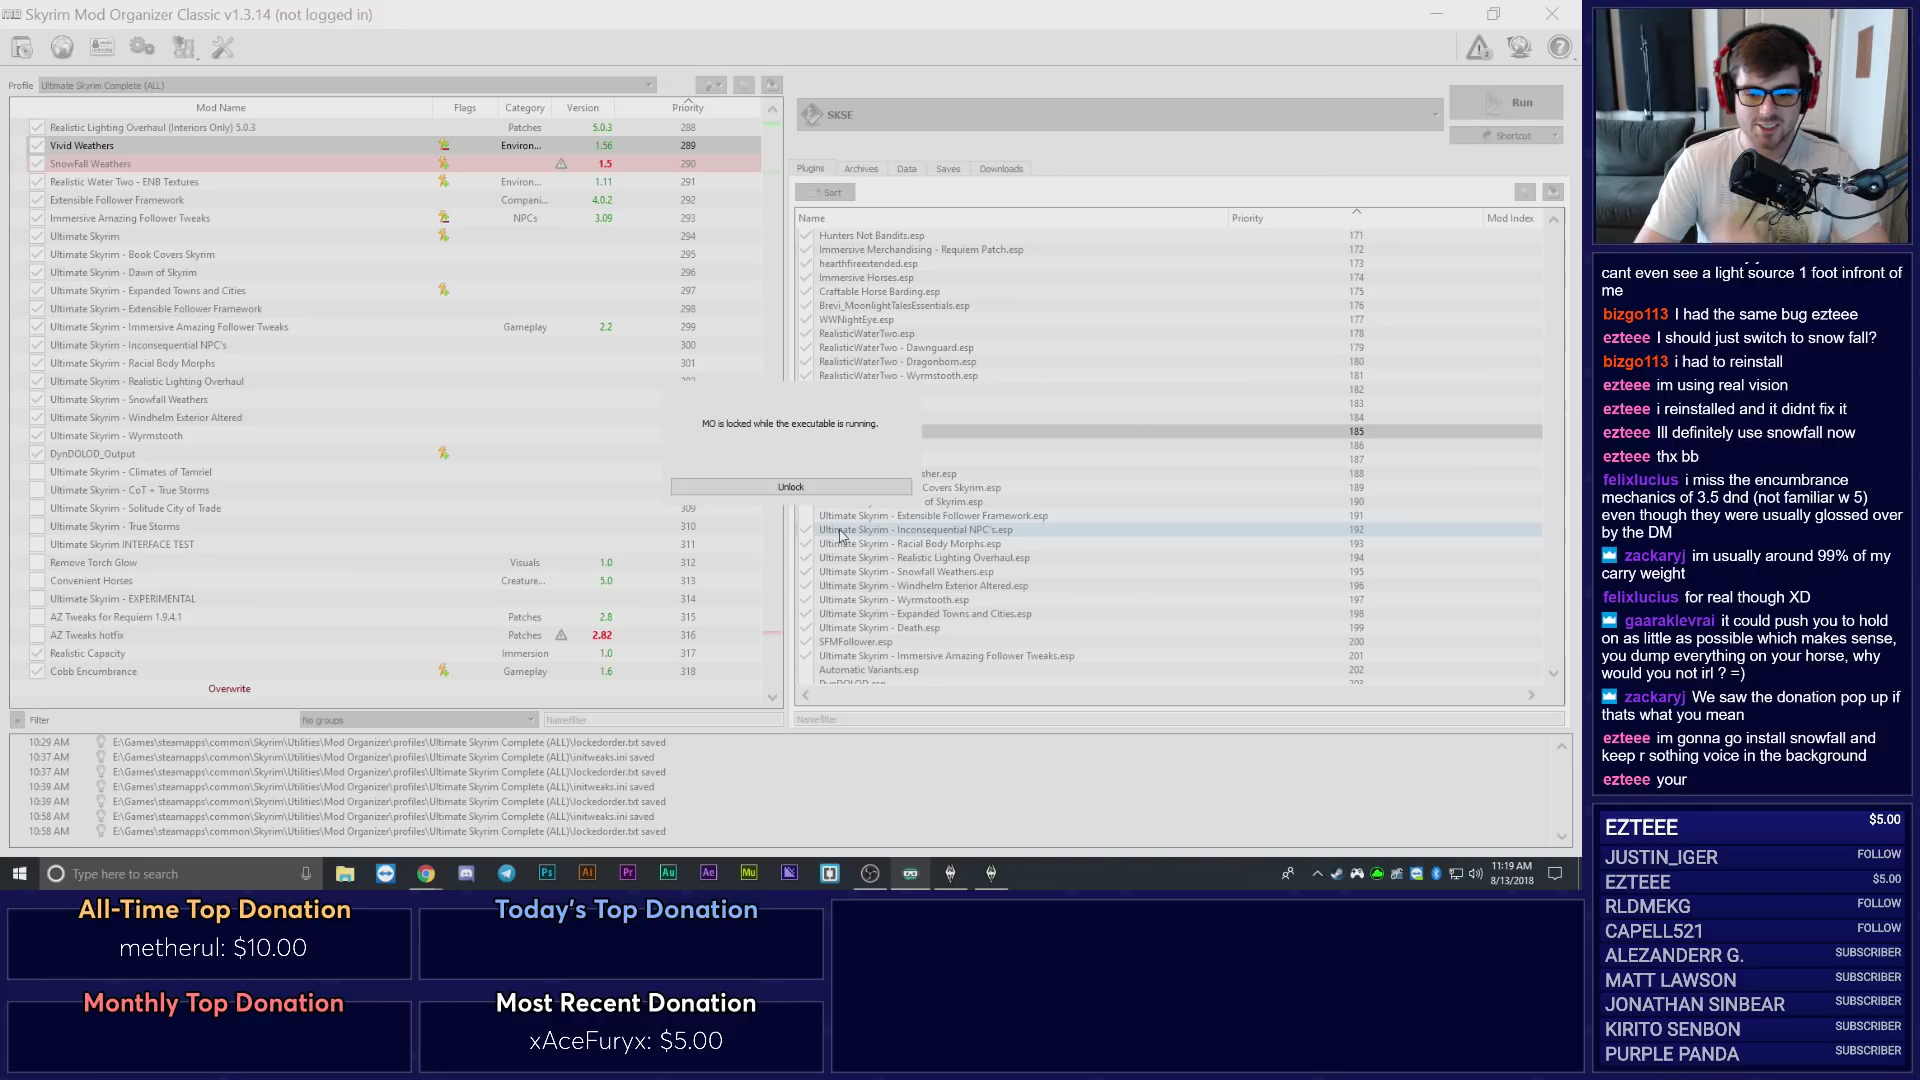 Skyrim Mod Organizer Classic v1.3.14 (not logged in)
Profile Ultimate Skyrim Complete (ALL)
Mod Name Flags Category Version Priority
Realistic Lighting Overhaul (Interiors Only) 5.0.3 Patches 5.0.3 288
Vivid Weathers Environ... 1.56 289
SnowFall Weathers 1.5 290
Realistic Water Two - ENB Textures Environ... 1.11 291
Extensible Follower Framework Compani... 4.0.2 292
Immersive Amazing Follower Tweaks NPCs 3.09 293
Ultimate Skyrim 294
Ultimate Skyrim - Book Covers Skyrim 295
Ultimate Skyrim - Dawn of Skyrim 296
Ultimate Skyrim - Expanded Towns and Cities 297
Ultimate Skyrim - Extensible Follower Framework 298
Ultimate Skyrim - Immersive Amazing Follower Tweaks Gameplay 2.2 299
Ultimate Skyrim - Inconsequential NPC's 300
Ultimate Skyrim - Racial Body Morphs 301
Ultimate Skyrim - Realistic Lighting Overhaul
Ultimate Skyrim - Snowfall Weathers
Ultimate Skyrim - Windhelm Exterior Altered
Ultimate Skyrim - Wyrmstooth
DynDOLOD_Output
Ultimate Skyrim - Climates of Tamriel
Ultimate Skyrim - CoT + True Storms
Ultimate Skyrim - Solitude City of Trade 309
Ultimate Skyrim - True Storms 310
Ultimate Skyrim INTERFACE TEST 311
Remove Torch Glow Visuals 1.0 312
Convenient Horses Creature... 5.0 313
Ultimate Skyrim - EXPERIMENTAL 314
AZ Tweaks for Requiem 1.9.4.1 Patches 2.8 315
AZ Tweaks hotfix Patches 2.82 316
Realistic Capacity Immersion 1.0 317
Cobb Encumbrance Gameplay 1.6 318
Overwrite
Filter No groups Namefilter
SKSE
Run
Shortcut
Plugins Archives Data Saves Downloads
Sort
Name Priority Mod Index
Hunters Not Bandits.esp 171
Immersive Merchandising - Requiem Patch.esp 172
hearthfireextended.esp 173
Immersive Horses.esp 174
Craftable Horse Barding.esp 175
Brevi_MoonlightTalesEssentials.esp 176
WWNightEye.esp 177
RealisticWaterTwo.esp 178
RealisticWaterTwo - Dawnguard.esp 179
RealisticWaterTwo - Dragonborn.esp 180
RealisticWaterTwo - Wyrmstooth.esp 181
182
183
184
185
186
187
sher.esp 188
Covers Skyrim.esp 189
of Skyrim.esp 190
Ultimate Skyrim - Extensible Follower Framework.esp 191
Ultimate Skyrim - Inconsequential NPC's.esp 192
Ultimate Skyrim - Racial Body Morphs.esp 193
Ultimate Skyrim - Realistic Lighting Overhaul.esp 194
Ultimate Skyrim - Snowfall Weathers.esp 195
Ultimate Skyrim - Windhelm Exterior Altered.esp 196
Ultimate Skyrim - Wyrmstooth.esp 197
Ultimate Skyrim - Expanded Towns and Cities.esp 198
Ultimate Skyrim - Death.esp 199
SFMFollower.esp 200
Ultimate Skyrim - Immersive Amazing Follower Tweaks.esp 201
Automatic Variants.esp 202
Namefilter
MO is locked while the executable is running.
Unlock
10:29 AM E:\Games\steamapps\common\Skyrim\Utilities\Mod Organizer\profiles\Ultimate Skyrim Complete (ALL)\lockedorder.txt saved
10:37 AM E:\Games\steamapps\common\Skyrim\Utilities\Mod Organizer\profiles\Ultimate Skyrim Complete (ALL)\initweaks.ini saved
10:37 AM E:\Games\steamapps\common\Skyrim\Utilities\Mod Organizer\profiles\Ultimate Skyrim Complete (ALL)\lockedorder.txt saved
10:39 AM E:\Games\steamapps\common\Skyrim\Utilities\Mod Organizer\profiles\Ultimate Skyrim Complete (ALL)\initweaks.ini saved
10:39 AM E:\Games\steamapps\common\Skyrim\Utilities\Mod Organizer\profiles\Ultimate Skyrim Complete (ALL)\lockedorder.txt saved
10:58 AM E:\Games\steamapps\common\Skyrim\Utilities\Mod Organizer\profiles\Ultimate Skyrim Complete (ALL)\initweaks.ini saved
10:58 AM E:\Games\steamapps\common\Skyrim\Utilities\Mod Organizer\profiles\Ultimate Skyrim Complete (ALL)\lockedorder.txt saved
Type here to search
Ps Ai Pr Au Ae Mu
11:19 AM
8/13/2018
cant even see a light source 1 foot infront of
me
bizgo113 I had the same bug ezteee
ezteee I should just switch to snow fall?
bizgo113 i had to reinstall
ezteee im using real vision
ezteee i reinstalled and it didnt fix it
ezteee Ill definitely use snowfall now
ezteee thx bb
felixlucius i miss the encumbrance
mechanics of 3.5 dnd (not familiar w 5)
even though they were usually glossed over
by the DM
zackaryj im usually around 99% of my
carry weight
felixlucius for real though XD
gaaraklevrai it could push you to hold
on as little as possible which makes sense,
you dump everything on your horse, why
would you not irl ? =)
zackaryj We saw the donation pop up if
thats what you mean
ezteee im gonna go install snowfall and
keep r sothing voice in the background
ezteee your
EZTEEE $5.00
JUSTIN_IGER FOLLOW
EZTEEE $5.00
RLDMEKG FOLLOW
CAPELL521 FOLLOW
ALEZANDERR G. SUBSCRIBER
MATT LAWSON SUBSCRIBER
JONATHAN SINBEAR SUBSCRIBER
KIRITO SENBON SUBSCRIBER
PURPLE PANDA SUBSCRIBER
All-Time Top Donation
metherul: $10.00
Today's Top Donation
Monthly Top Donation
Most Recent Donation
xAceFuryx: $5.00